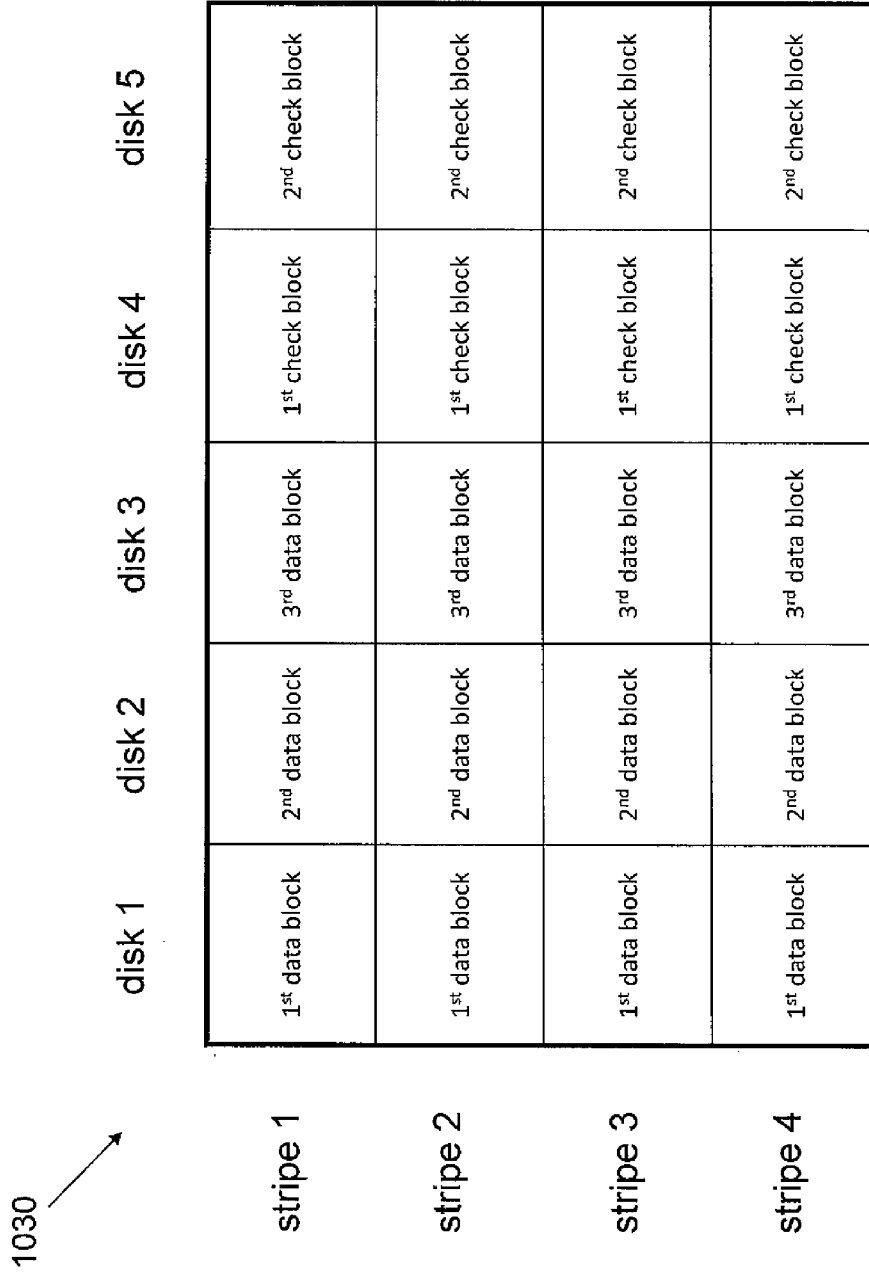 1030
disk 1 disk 2 disk 3 disk 4 disk 5
stripe 1 1st data block 2nd data block 3rd data block 1st check block 2nd check block
stripe 2 1st data block 2nd data block 3rd data block 1st check block 2nd check block
stripe 3 1st data block 2nd data block 3rd data block 1st check block 2nd check block
stripe 4 1st data block 2nd data block 3rd data block 1st check block 2nd check block